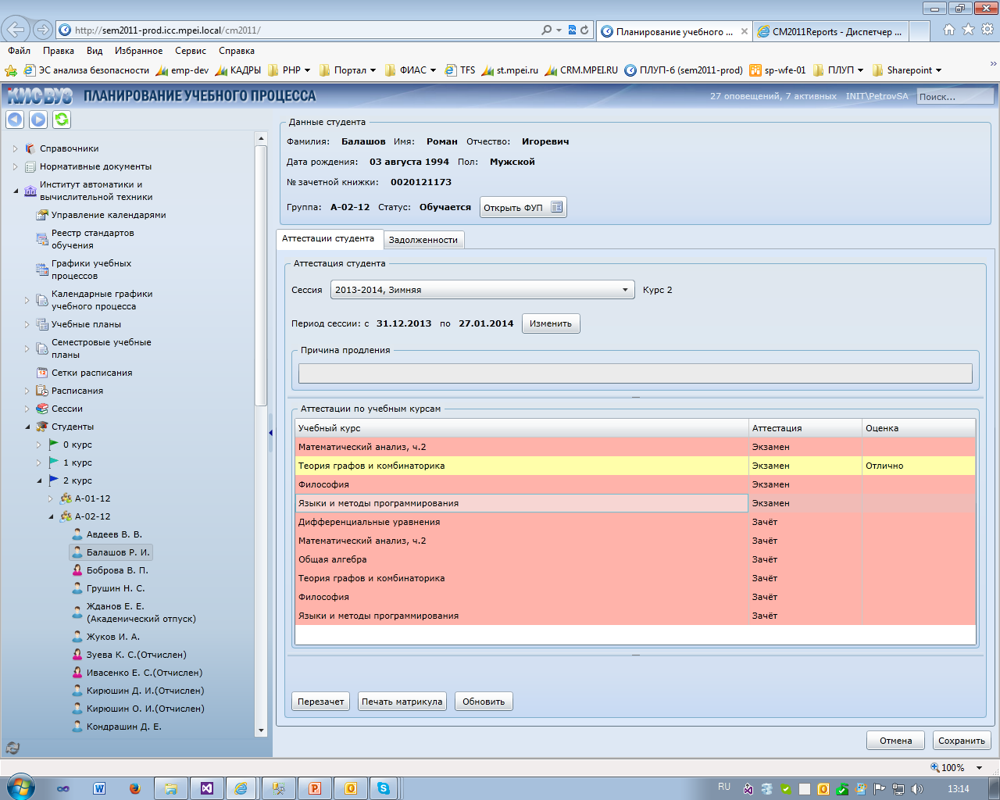 http://sem2011-prod.icc.mpei.local/cm2011/
Планирование учебного ...
CM2011Reports - Диспетчер ...
Файл Правка Вид Избранное Сервис Справка
ЭС анализа безопасности emp-dev КАДРЫ PHP Портал ФИАС TFS st.mpei.ru CRM.MPEI.RU ПЛУП-6 (sem2011-prod) sp-wfe-01 ПЛУП Sharepoint
КИС ВУЗ ПЛАНИРОВАНИЕ УЧЕБНОГО ПРОЦЕССА
27 оповещений, 7 активных INIT\PetrovSA Поиск...
Справочники
Нормативные документы
Институт автоматики и
вычислительной техники
Управление календарями
Реестр стандартов
обучения
Графики учебных
процессов
Календарные графики
учебного процесса
Учебные планы
Семестровые учебные
планы
Сетки расписания
Расписания
Сессии
Студенты
0 курс
1 курс
2 курс
А-01-12
А-02-12
Авдеев В. В.
Балашов Р. И.
Боброва В. П.
Грушин Н. С.
Жданов Е. Е.
(Академический отпуск)
Жуков И. А.
Зуева К. С.(Отчислен)
Ивасенко Е. С.(Отчислен)
Кирюшин Д. И.(Отчислен)
Кирюшин О. И.(Отчислен)
Кондрашин Д. Е.
Данные студента
Фамилия: Балашов Имя: Роман Отчество: Игоревич
Дата рождения: 03 августа 1994 Пол: Мужской
№ зачетной книжки: 0020121173
Группа: А-02-12 Статус: Обучается Открыть ФУП
Аттестации студента Задолженности
Аттестация студента
Сессия 2013-2014, Зимняя Курс 2
Период сессии: с 31.12.2013 по 27.01.2014 Изменить
Причина продления
Аттестации по учебным курсам
Учебный курс Аттестация Оценка
Математический анализ, ч.2 Экзамен
Теория графов и комбинаторика Экзамен Отлично
Философия Экзамен
Языки и методы программирования Экзамен
Дифференциальные уравнения Зачёт
Математический анализ, ч.2 Зачёт
Общая алгебра Зачёт
Теория графов и комбинаторика Зачёт
Философия Зачёт
Языки и методы программирования Зачёт
Перезачет Печать матрикула Обновить
Отмена Сохранить
100%
RU 13:14